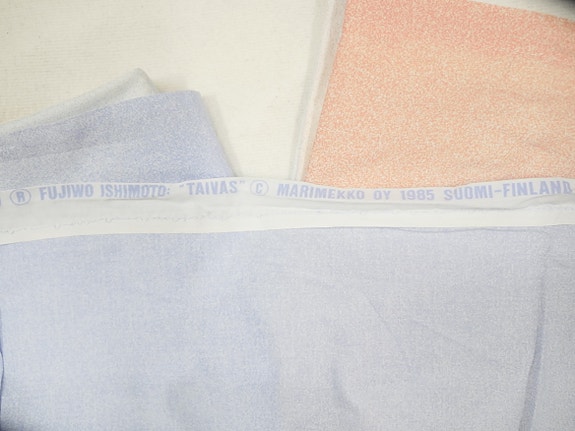 ® FUJIWO ISHIMOTO: "TAIVAS" © MARIMEKKO OY 1985 SUOMI-FINLAND